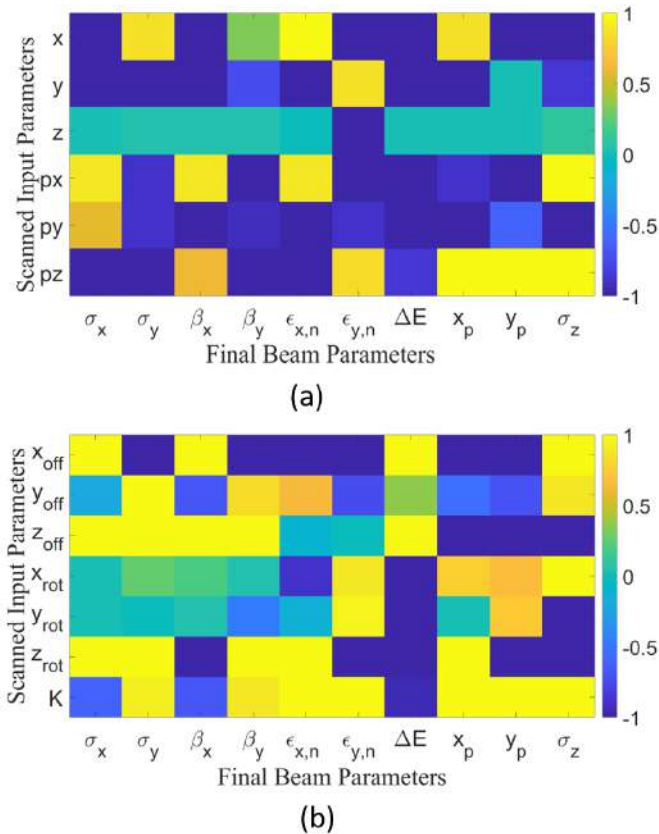 x
y
z
px
py
pz
Scanned Input Parameters
1
0.5
0
-0.5
-1
σx σy βx βy ϵx,n ϵy,n ΔE xp yp σz
Final Beam Parameters
(a)
xoff
yoff
zoff
xrot
yrot
zrot
K
Scanned Input Parameters
1
0.5
0
-0.5
-1
σx σy βx βy ϵx,n ϵy,n ΔE xp yp σz
Final Beam Parameters
(b)